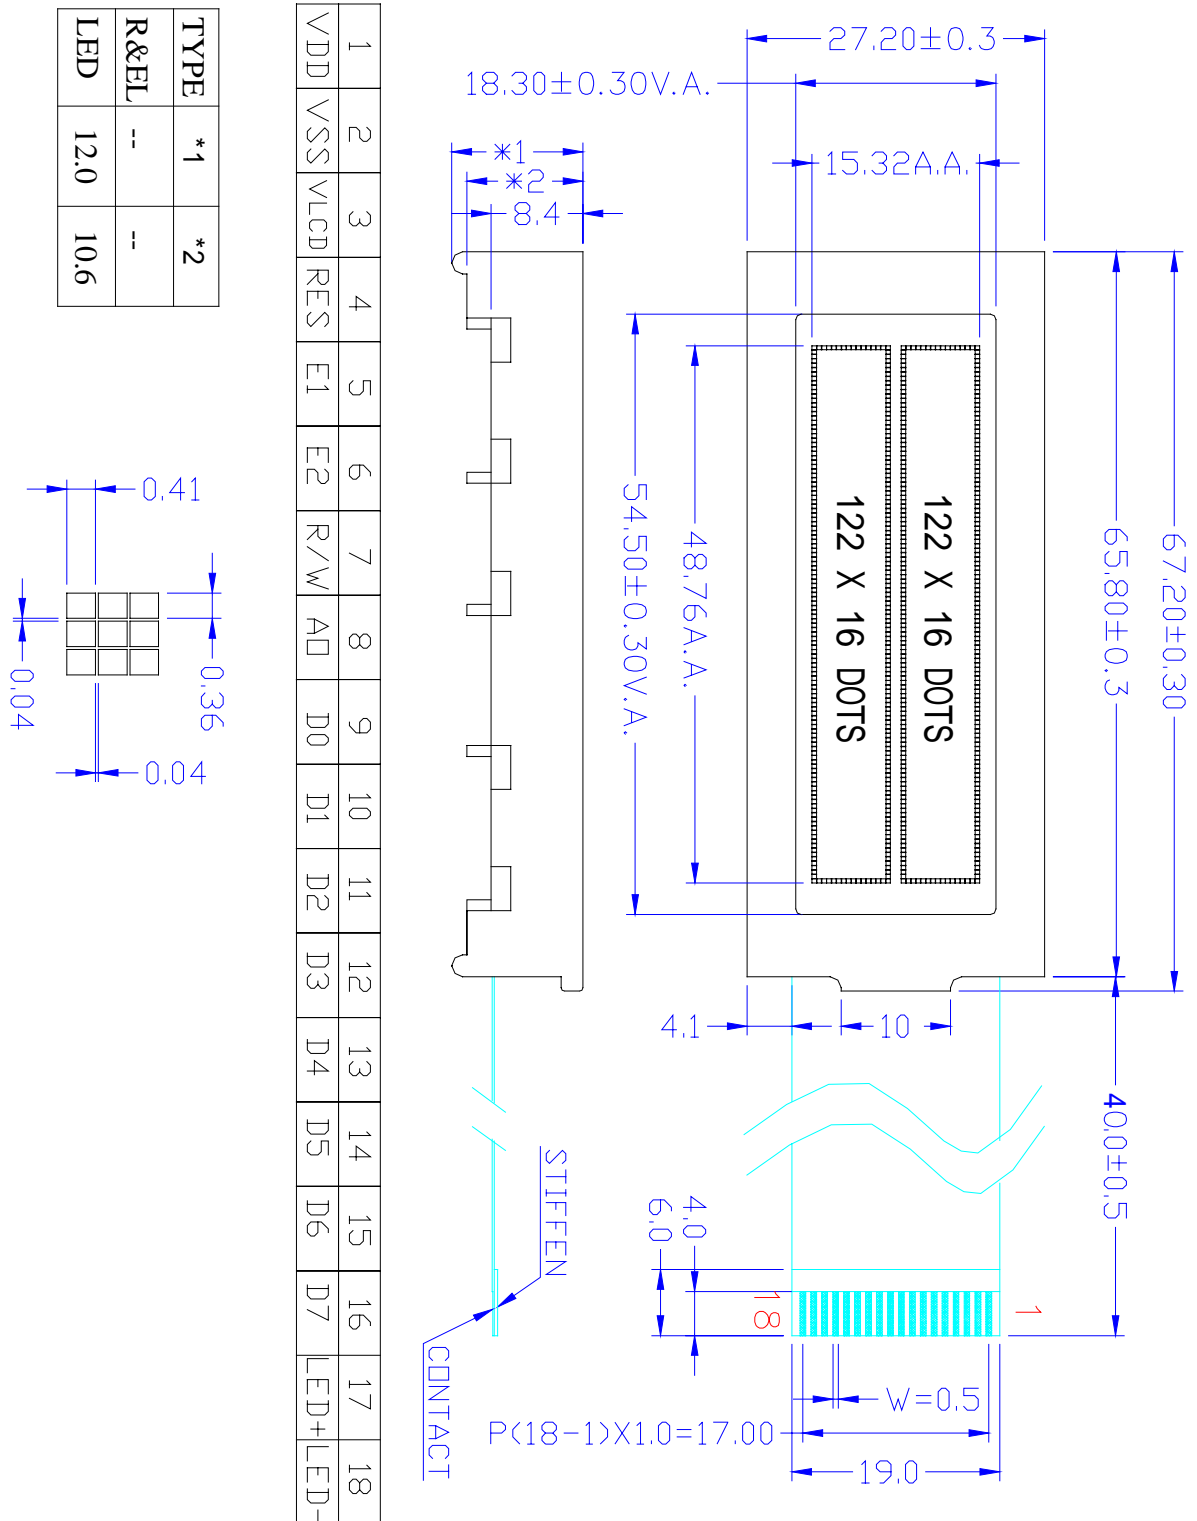 27.20±0.3
18.30±0.30V.A.
15.32A.A.
*1
*2
8.4
67.20±0.30
65.80±0.3
122 X 16 DOTS
122 X 16 DOTS
48.76A.A.
54.50±0.30V.A.
4.1
10
40.0±0.5
4.0
6.0
1
18
W=0.5
P(18-1)X1.0=17.00
19.0
STIFFEN
CONTACT
1 2 3 4 5 6 7 8 9 10 11 12 13 14 15 16 17 18
VDD VSS VLCD RES E1 E2 R/W A0 D0 D1 D2 D3 D4 D5 D6 D7 LED+ LED-
TYPE *1 *2
R&EL -- --
LED 12.0 10.6
0.41
0.36
0.04
0.04